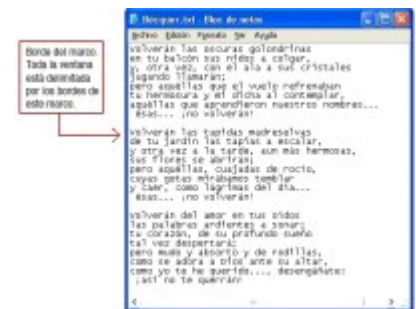 Borde del marco.
Toda la ventana
está delimitada
por los bordes de
este marco.
Bécquer.txt - Bloc de notas
Archivo Edición Formato Ver Ayuda
Volverán las oscuras golondrinas
en tu balcón sus nidos a colgar,
y, otra vez, con el ala a sus cristales
jugando llamarán;
pero aquéllas que el vuelo refrenaban
tu hermosura y mi dicha al contemplar,
aquéllas que aprendieron nuestros nombres...
ésas... ¡no volverán!
Volverán las tupidas madreselvas
de tu jardín las tapias a escalar,
y otra vez a la tarde, aun más hermosas,
sus flores se abrirán;
pero aquéllas, cuajadas de rocío,
cuyas gotas mirábamos temblar
y caer, como lágrimas del día...
ésas... ¡no volverán!
Volverán del amor en tus oídos
las palabras ardientes a sonar;
tu corazón, de su profundo sueño
tal vez despertará;
pero mudo y absorto y de rodillas,
como se adora a Dios ante su altar,
como yo te he querido..., desengáñate:
¡así no te querrán!